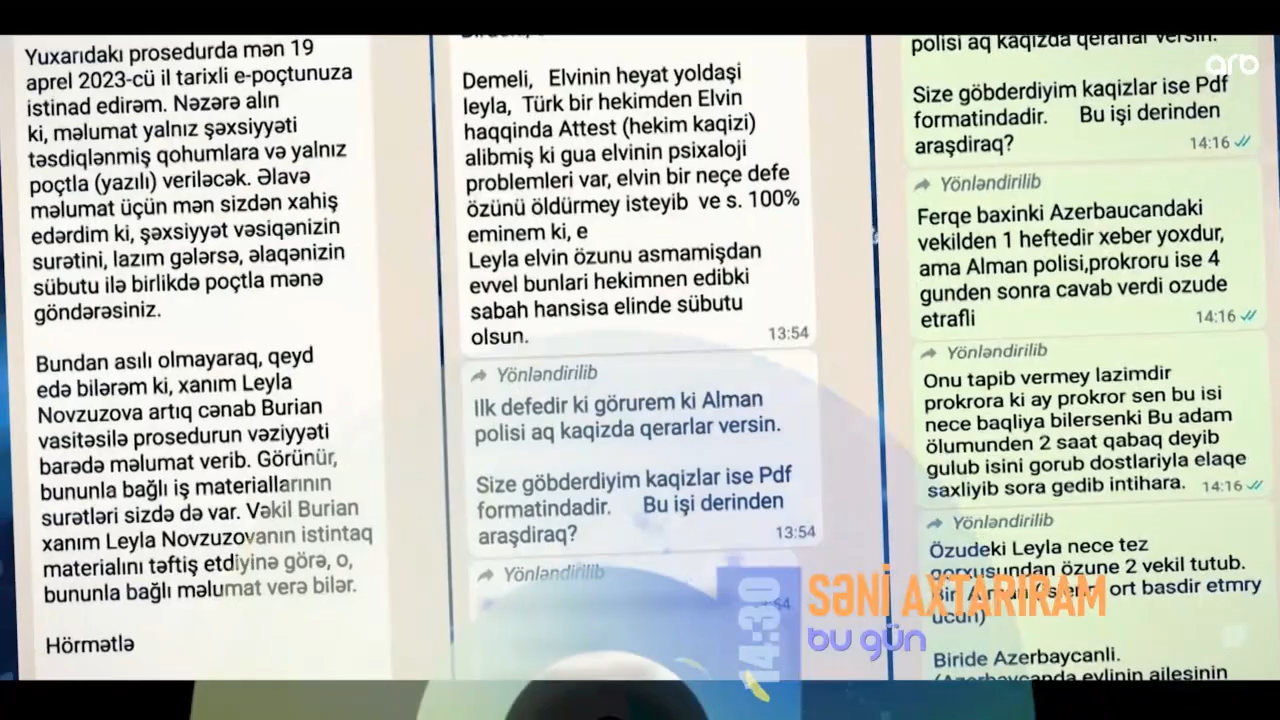 Yuxarıdakı prosedurda mən 19
aprel 2023-cü il tarixli e-poçtunuza
istinad edirəm. Nəzərə alın
ki, məlumat yalnız şəxsiyyəti
təsdiqlənmiş qohumlara və yalnız
poçtla (yazılı) veriləcək. Əlavə
məlumat üçün mən sizdən xahiş
edərdim ki, şəxsiyyət vəsiqənizin
surətini, lazım gələrsə, əlaqənizin
sübutu ilə birlikdə poçtla mənə
göndərəsiniz.
Bundan asılı olmayaraq, qeyd
edə bilərəm ki, xanım Leyla
Novzuzova artıq cənab Burian
vasitəsilə prosedurun vəziyyəti
barədə məlumat verib. Görünür,
bununla bağlı iş materiallarının
surətləri sizdə də var. Vəkil Burian
xanım Leyla Novzuzovanın istintaq
materialını təftiş etdiyinə görə, o,
bununla bağlı məlumat verə bilər.
Hörmətlə
Demeli, Elvinin heyat yoldaşi
leyla, Türk bir hekimden Elvin
haqqinda Attest (hekim kaqizi)
alibmiş ki gua elvinin psixaloji
problemleri var, elvin bir neçe defe
özünü öldürmey isteyib ve s. 100%
eminem ki, e
Leyla elvin özunu asmamişdan
evvel bunlari hekimnen edibki
sabah hansisa elinde sübutu
olsun. 13:54
Yönləndirilib
Ilk defedir ki görurem ki Alman
polisi aq kaqizda qerarlar versin.
Size göbderdiyim kaqizlar ise Pdf
formatindadir. Bu işi derinden
araşdiraq? 13:54
Yönləndirilib
polisi aq kaqizda qerarlar versin.
Size göbderdiyim kaqizlar ise Pdf
formatindadir. Bu işi derinden
araşdiraq? 14:16
Yönləndirilib
Ferqe baxinki Azerbaucandaki
vekilden 1 heftedir xeber yoxdur,
ama Alman polisi,prokroru ise 4
gunden sonra cavab verdi ozude
etrafli 14:16
Yönləndirilib
Onu tapib vermey lazimdir
prokrora ki ay prokror sen bu isi
nece baqliya bilersenki Bu adam
ölumunden 2 saat qabaq deyib
gulub isini gorub dostlariyla elaqe
saxliyib sora gedib intihara. 14:16
Yönləndirilib
Özudeki Leyla nece tez
qorxusundan özune 2 vekil tutub.
ort basdir etmry
ucun)
Biride Azerbaycanli.
(Azerbaycanda evlinin ailesinin
arb
14:30
SƏNİ AXTARIRAM
bu gün